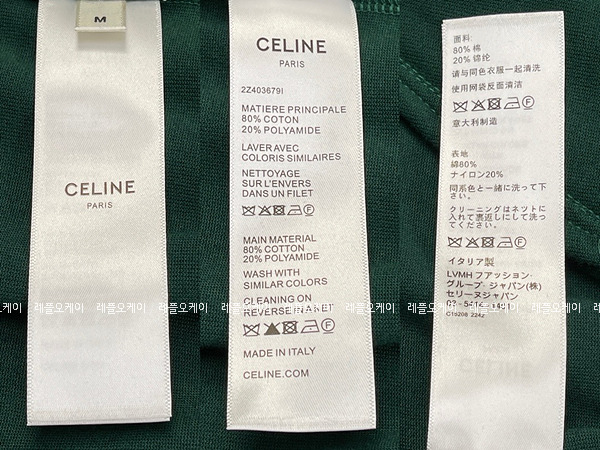 M
CELINE
PARIS
CELINE
PARIS
2Z403679I
MATIERE PRINCIPALE
80% COTON
20% POLYAMIDE
LAVER AVEC
COLORIS SIMILAIRES
NETTOYAGE
SUR L'ENVERS
DANS UN FILET
MAIN MATERIAL
80% COTTON
20% POLYAMIDE
WASH WITH
SIMILAR COLORS
CLEANING ON
REVERSE
MADE IN ITALY
CELINE.COM
面料:
80% 棉
20% 锦纶
请与同色衣服一起清洗
使用网袋反面清洁
意大利制造
表地
綿80%
ナイロン20%
同系色と一緒に洗って下
さい。
クリーニングはネットに
入れて裏返しにして洗っ
てください。
イタリア製
LVMH ファッション・
グループ・ジャパン(株)
セリーヌジャパン
레플오케이 레플오케이 레플오케이 레플오케이 레플오케이